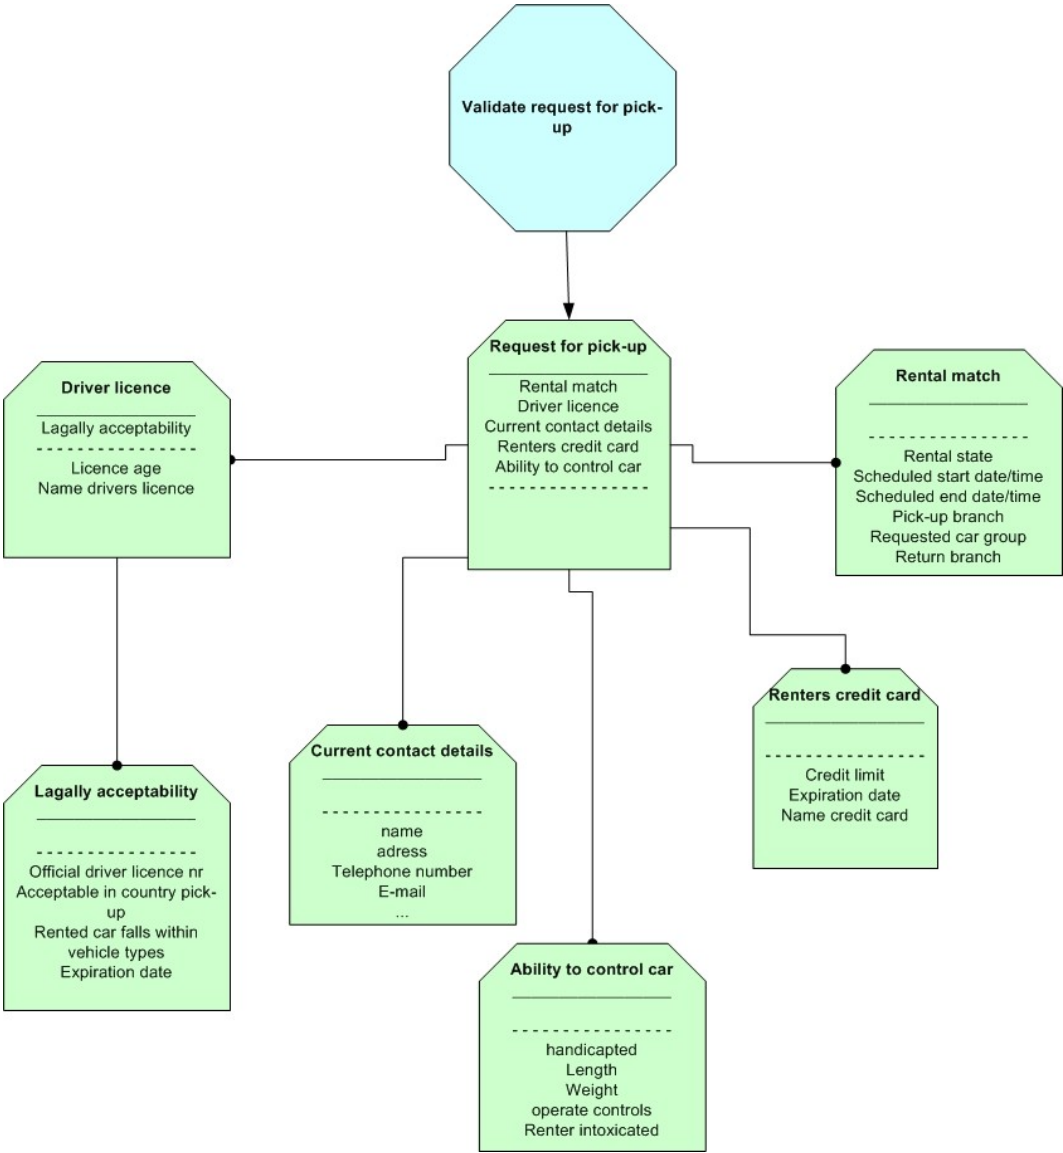 Validate request for pick-
up
Request for pick-up
Rental match
Driver licence
Current contact details
Renters credit card
Ability to control car
Driver licence
Lagally acceptability
Licence age
Name drivers licence
Rental match
Rental state
Scheduled start date/time
Scheduled end date/time
Pick-up branch
Requested car group
Return branch
Renters credit card
Credit limit
Expiration date
Name credit card
Current contact details
name
adress
Telephone number
E-mail
...
Lagally acceptability
Official driver licence nr
Acceptable in country pick-
up
Rented car falls within
vehicle types
Expiration date
Ability to control car
handicapted
Length
Weight
operate controls
Renter intoxicated